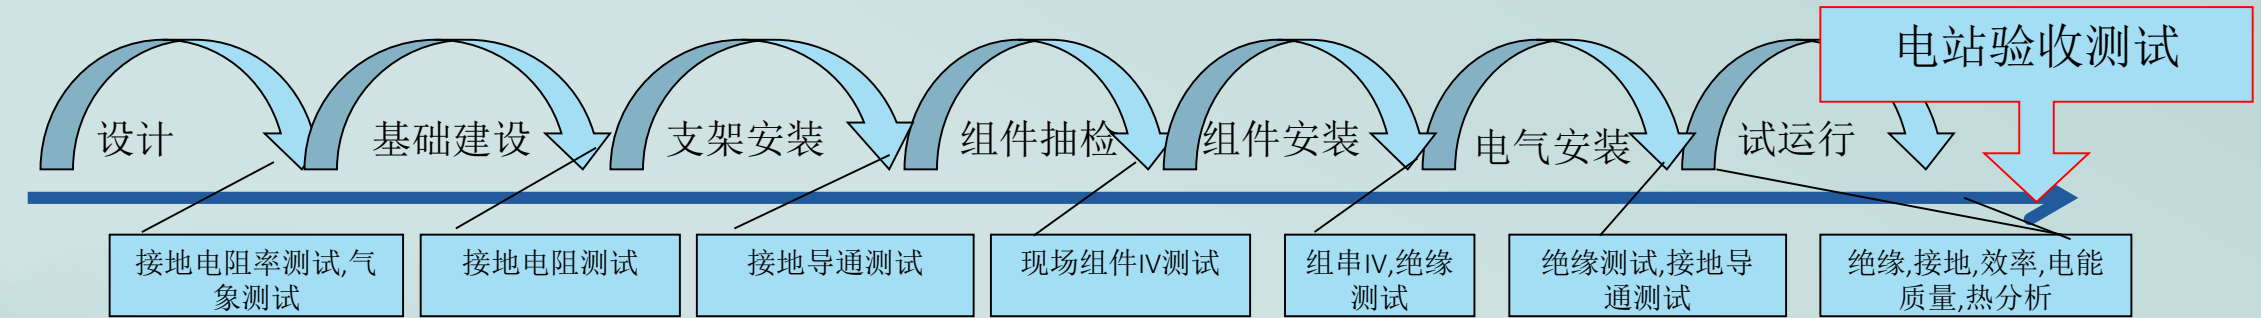 电站验收测试
设计
基础建设
支架安装
组件抽检
组件安装
电气安装
试运行
接地电阻率测试,气
象测试
接地电阻测试
接地导通测试
现场组件IV测试
组串IV,绝缘
测试
绝缘测试,接地导
通测试
绝缘,接地,效率,电能
质量,热分析